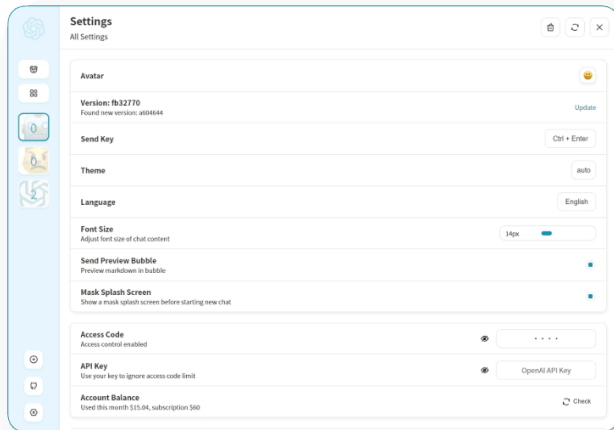 Settings
All Settings
0
0
2
Avatar
Version: fb32770
Found new version: a604644
Update
Send Key
Ctrl + Enter
Theme
auto
Language
English
Font Size
Adjust font size of chat content
14px
Send Preview Bubble
Preview markdown in bubble
Mask Splash Screen
Show a mask splash screen before starting new chat
Access Code
Access control enabled
API Key
Use your key to ignore access code limit
OpenAI API Key
Account Balance
Used this month $15.04, subscription $60
Check